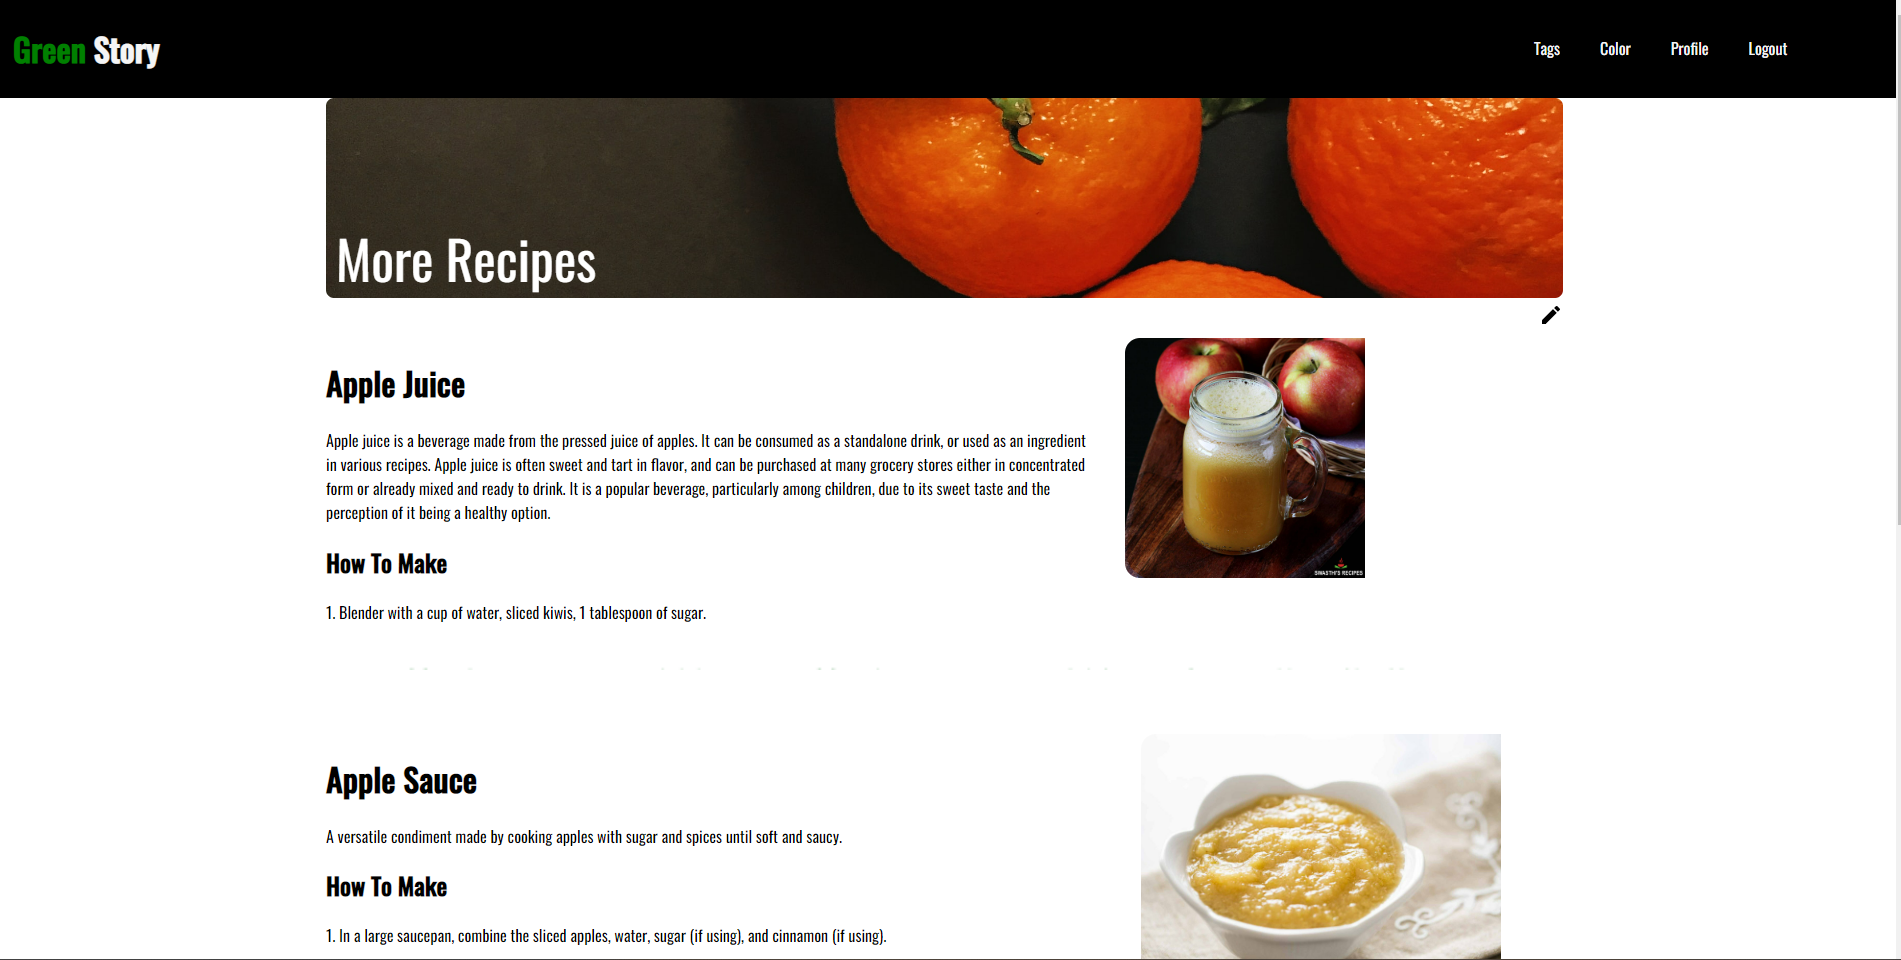 Green Story
Tags
Color
Profile
Logout
More Recipes
Apple Juice
Apple juice is a beverage made from the pressed juice of apples. It can be consumed as a standalone drink, or used as an ingredient
in various recipes. Apple juice is often sweet and tart in flavor, and can be purchased at many grocery stores either in concentrated
form or already mixed and ready to drink. It is a popular beverage, particularly among children, due to its sweet taste and the
perception of it being a healthy option.
SWASTHI'S RECIPES
How To Make
1. Blender with a cup of water, sliced kiwis, 1 tablespoon of sugar.
Apple Sauce
A versatile condiment made by cooking apples with sugar and spices until soft and saucy.
How To Make
1. In a large saucepan, combine the sliced apples, water, sugar (if using), and cinnamon (if using).